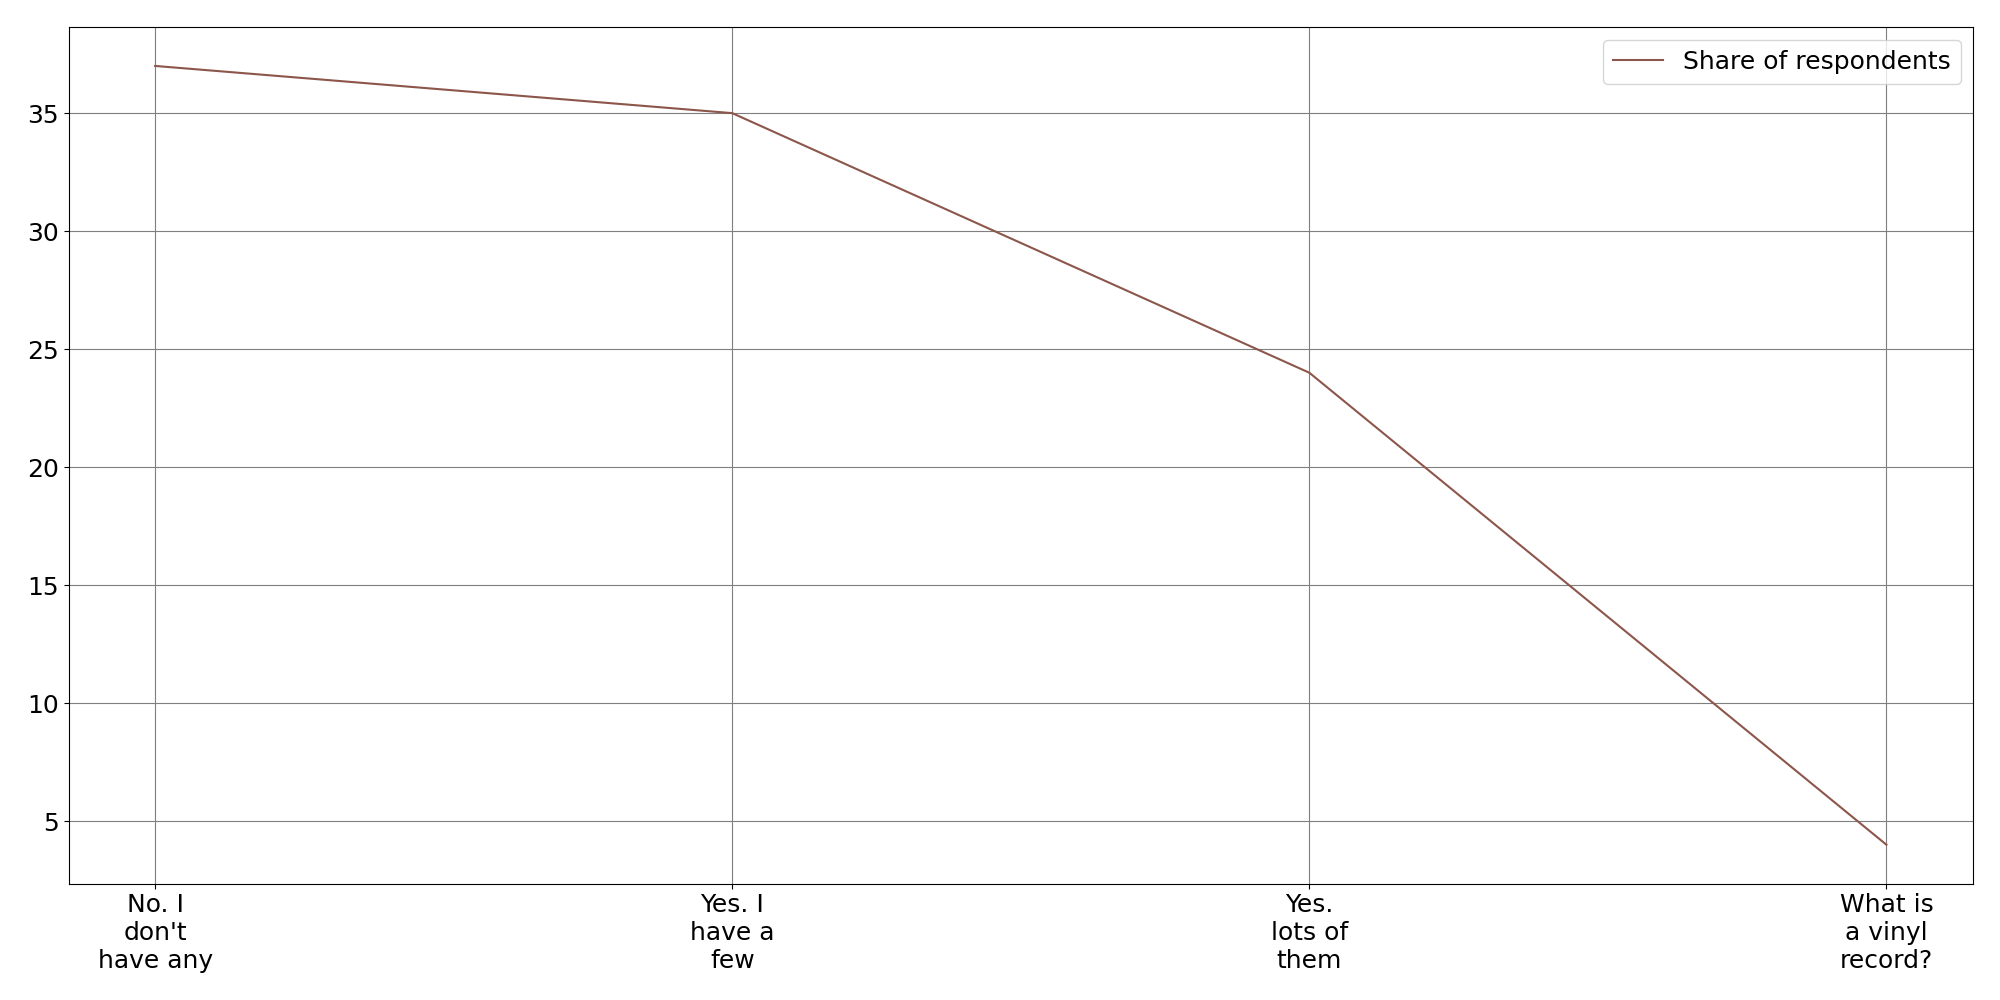 Share of respondents
35
30
25
20
15
10
5
No. I
don't
have any
Yes. I
have a
few
Yes.
lots of
them
What is
a vinyl
record?